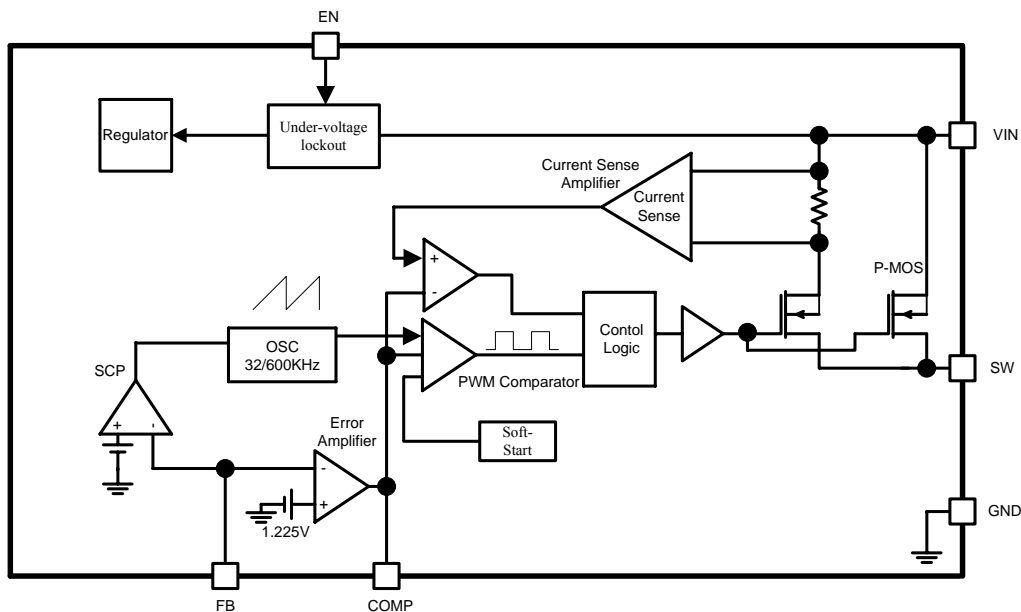 EN
Regulator
Under-voltage
lockout
VIN
Current Sense
Amplifier
Current
Sense
+
-
P-MOS
OSC
32/600KHz
Contol
Logic
PWM Comparator
SW
SCP
+
-
Error
Amplifier
Soft-
Start
-
+
1.225V
GND
FB
COMP